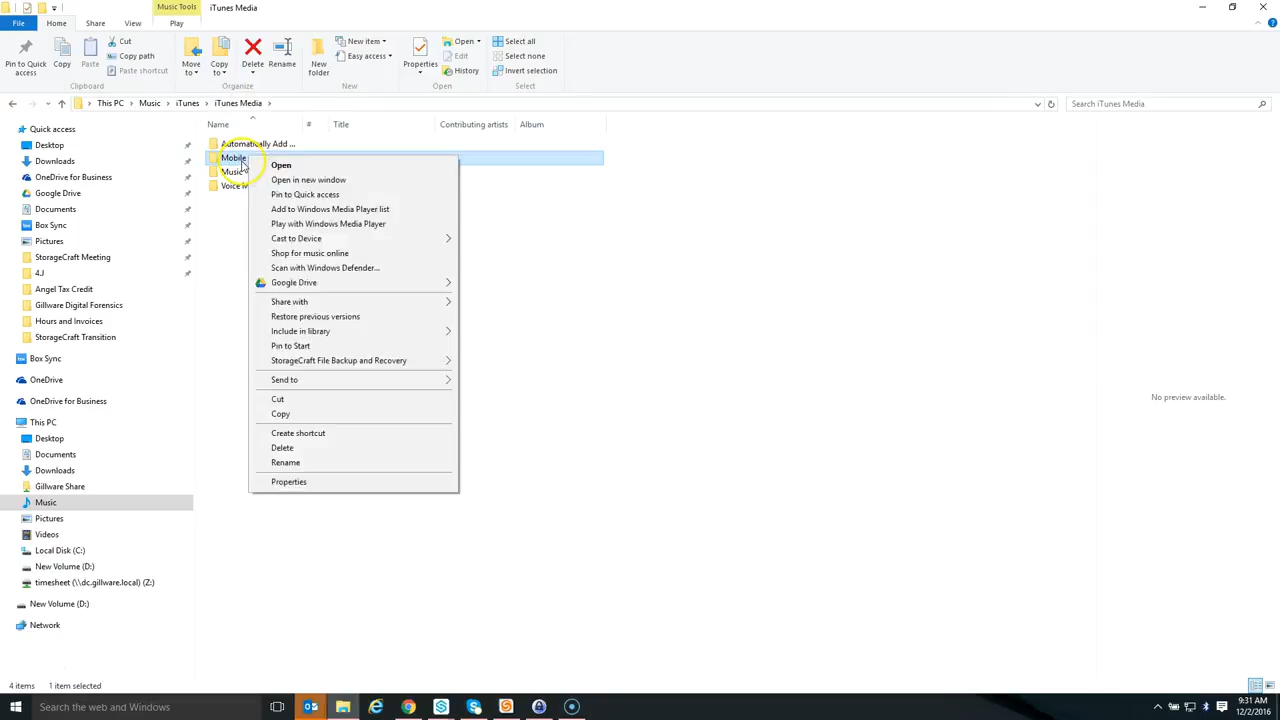 Music Tools
iTunes Media
File
Home
Share
View
Play
Pin to Quick access
Copy
Paste
Cut
Copy path
Paste shortcut
Clipboard
Move to
Copy to
Delete
Rename
Organize
New folder
New item
Easy access
New
Properties
Open
Edit
History
Open
Select all
Select none
Invert selection
Select
This PC
Music
iTunes
iTunes Media
Search iTunes Media
Name
#
Title
Contributing artists
Album
Quick access
Desktop
Downloads
OneDrive for Business
Google Drive
Documents
Box Sync
Pictures
StorageCraft Meeting
4.J
Angel Tax Credit
Gillware Digital Forensics
Hours and Invoices
StorageCraft Transition
Box Sync
OneDrive
OneDrive for Business
This PC
Desktop
Documents
Downloads
Gillware Share
Music
Pictures
Videos
Local Disk (C:)
New Volume (D:)
timesheet (\\dc.gillware.local) (Z:)
New Volume (D:)
Network
Automatically Add ...
Mobile
Music
Voice
Open
Open in new window
Pin to Quick access
Add to Windows Media Player list
Play with Windows Media Player
Cast to Device
Shop for music online
Scan with Windows Defender...
Google Drive
Share with
Restore previous versions
Include in library
Pin to Start
StorageCraft File Backup and Recovery
Send to
Cut
Copy
Create shortcut
Delete
Rename
Properties
No preview available.
4 items
1 item selected
Search the web and Windows
9:31 AM
12/2/2016